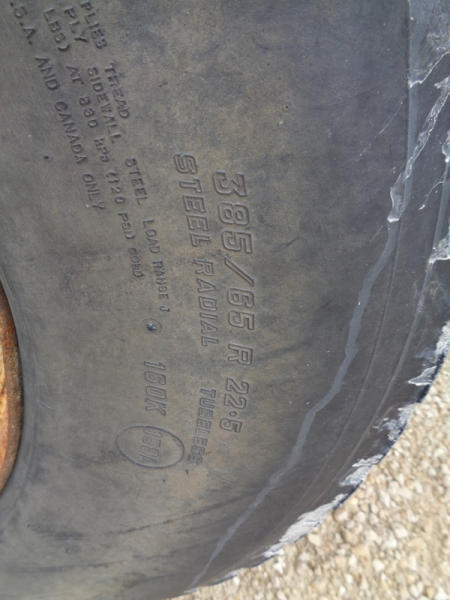 385/65 R 22.5
STEEL RADIAL TUBELESS
160K
PLIES TREAD
PLY SIDEWALL STEEL LOAD RANGE J
LBS) AT 830 kPa (120 PSI)
S.A. AND CANADA ONLY